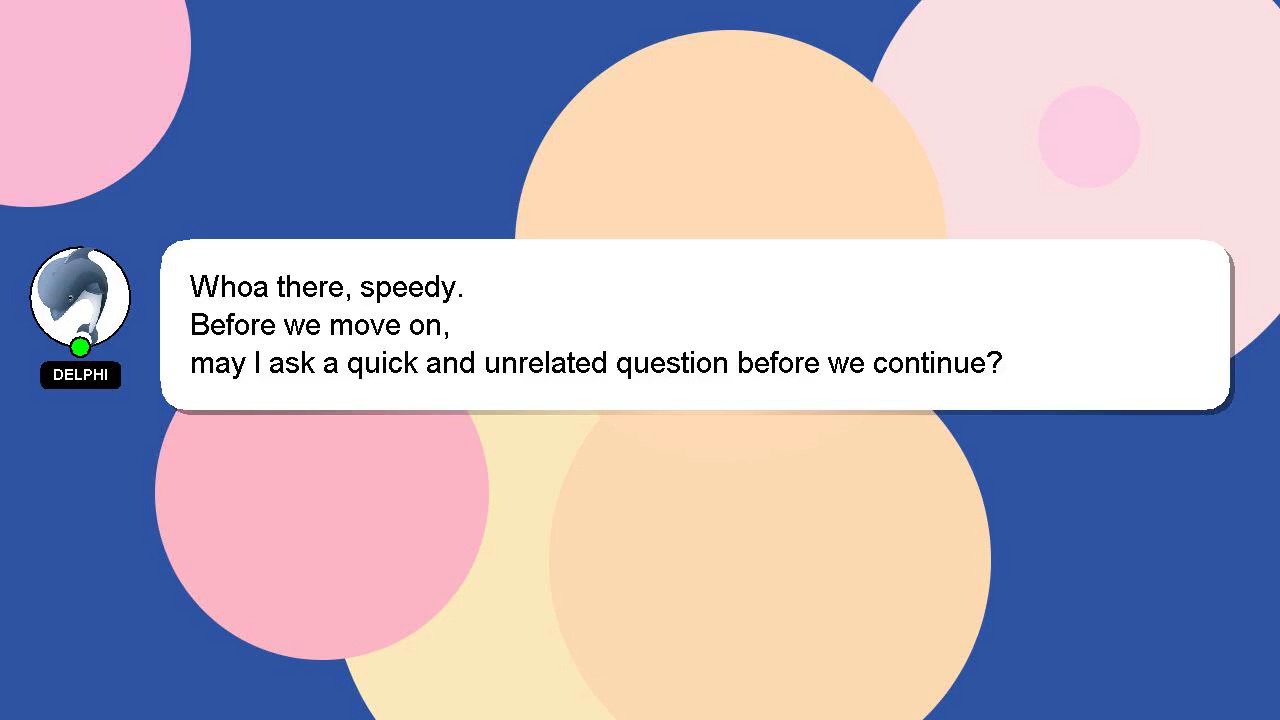 Whoa there, speedy.
Before we move on,
may I ask a quick and unrelated question before we continue?
DELPHI